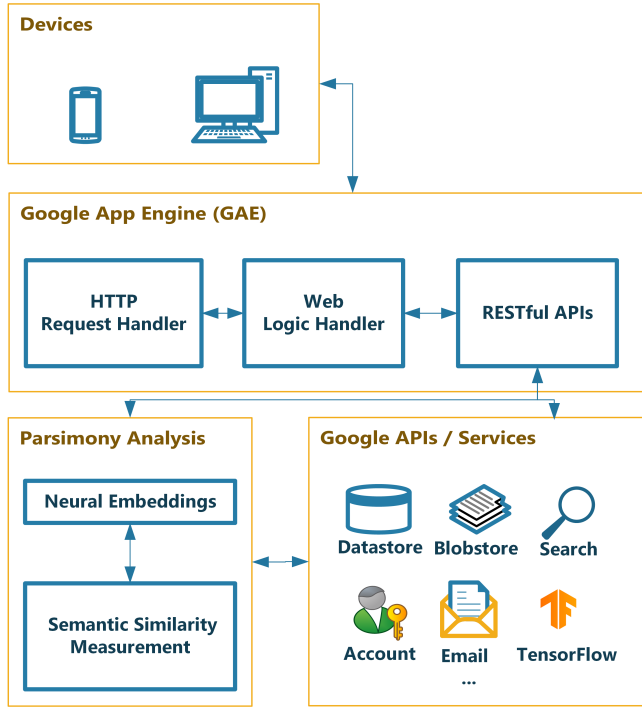 Devices
Google App Engine (GAE)
HTTP
Request Handler
Web
Logic Handler
RESTful APIs
Parsimony Analysis
Neural Embeddings
Semantic Similarity
Measurement
Google APIs / Services
Datastore
Blobstore
Search
Account
Email
TensorFlow
...